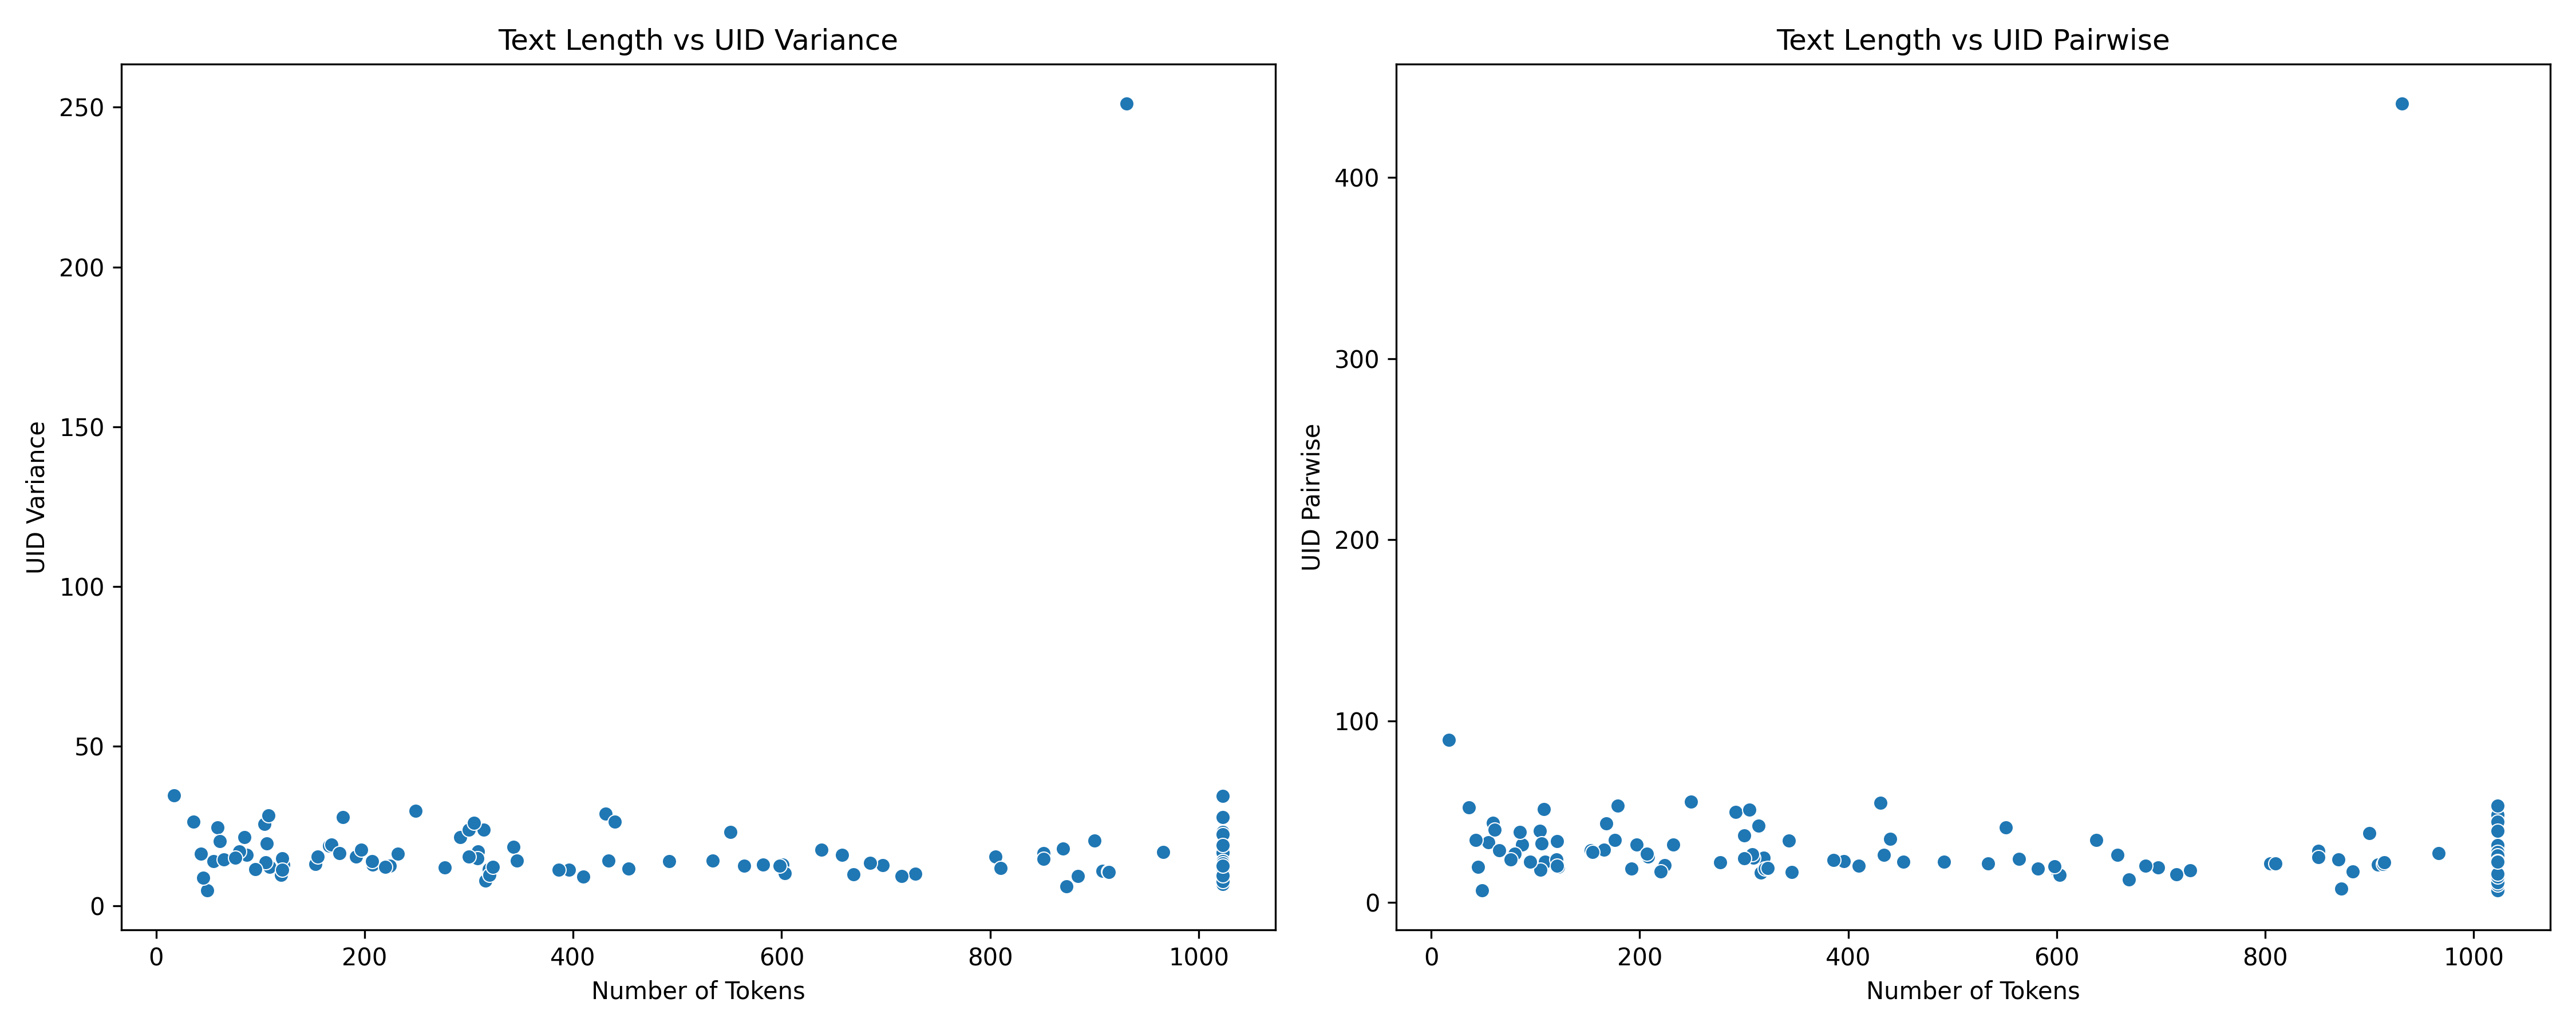 Text Length vs UID Variance
250
200
150
100
50
0
UID Variance
0 200 400 600 800 1000
Number of Tokens
Text Length vs UID Pairwise
400
300
200
100
0
UID Pairwise
0 200 400 600 800 1000
Number of Tokens